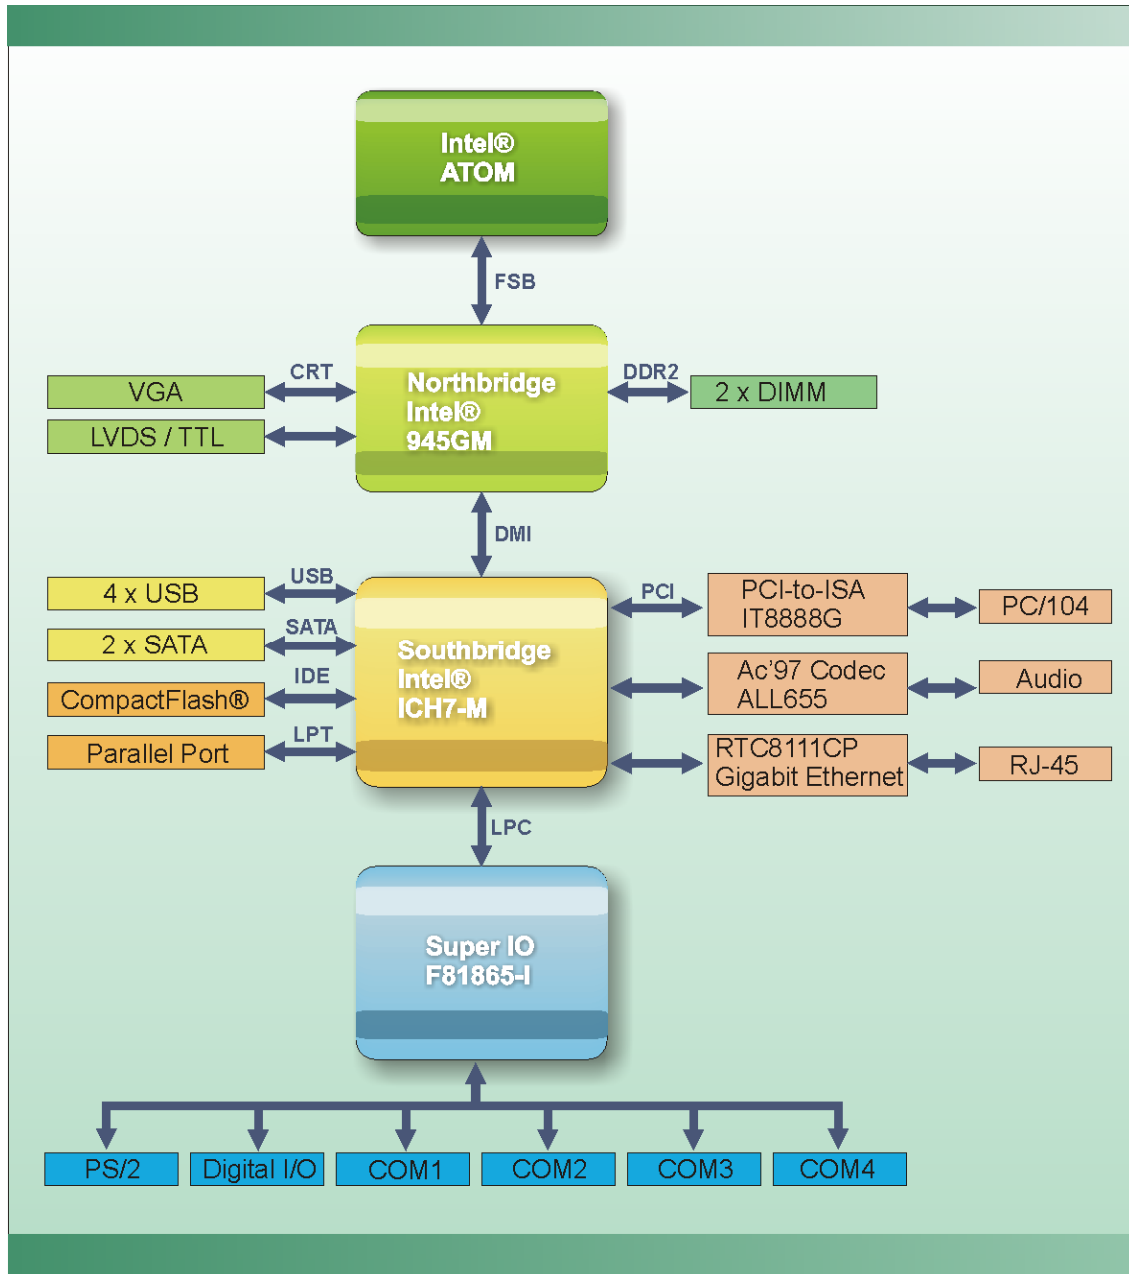 Intel®
ATOM
FSB
CRT
DDR2
VGA
Northbridge
Intel®
945GM
2 x DIMM
LVDS / TTL
DMI
USB
4 x USB
PCI
PCI-to-ISA
IT8888G
PC/104
SATA
2 x SATA
Southbridge
Intel®
ICH7-M
Ac’97 Codec
ALL655
Audio
IDE
CompactFlash®
LPT
Parallel Port
RTC8111CP
Gigabit Ethernet
RJ-45
LPC
Super IO
F81865-I
PS/2
Digital I/O
COM1
COM2
COM3
COM4